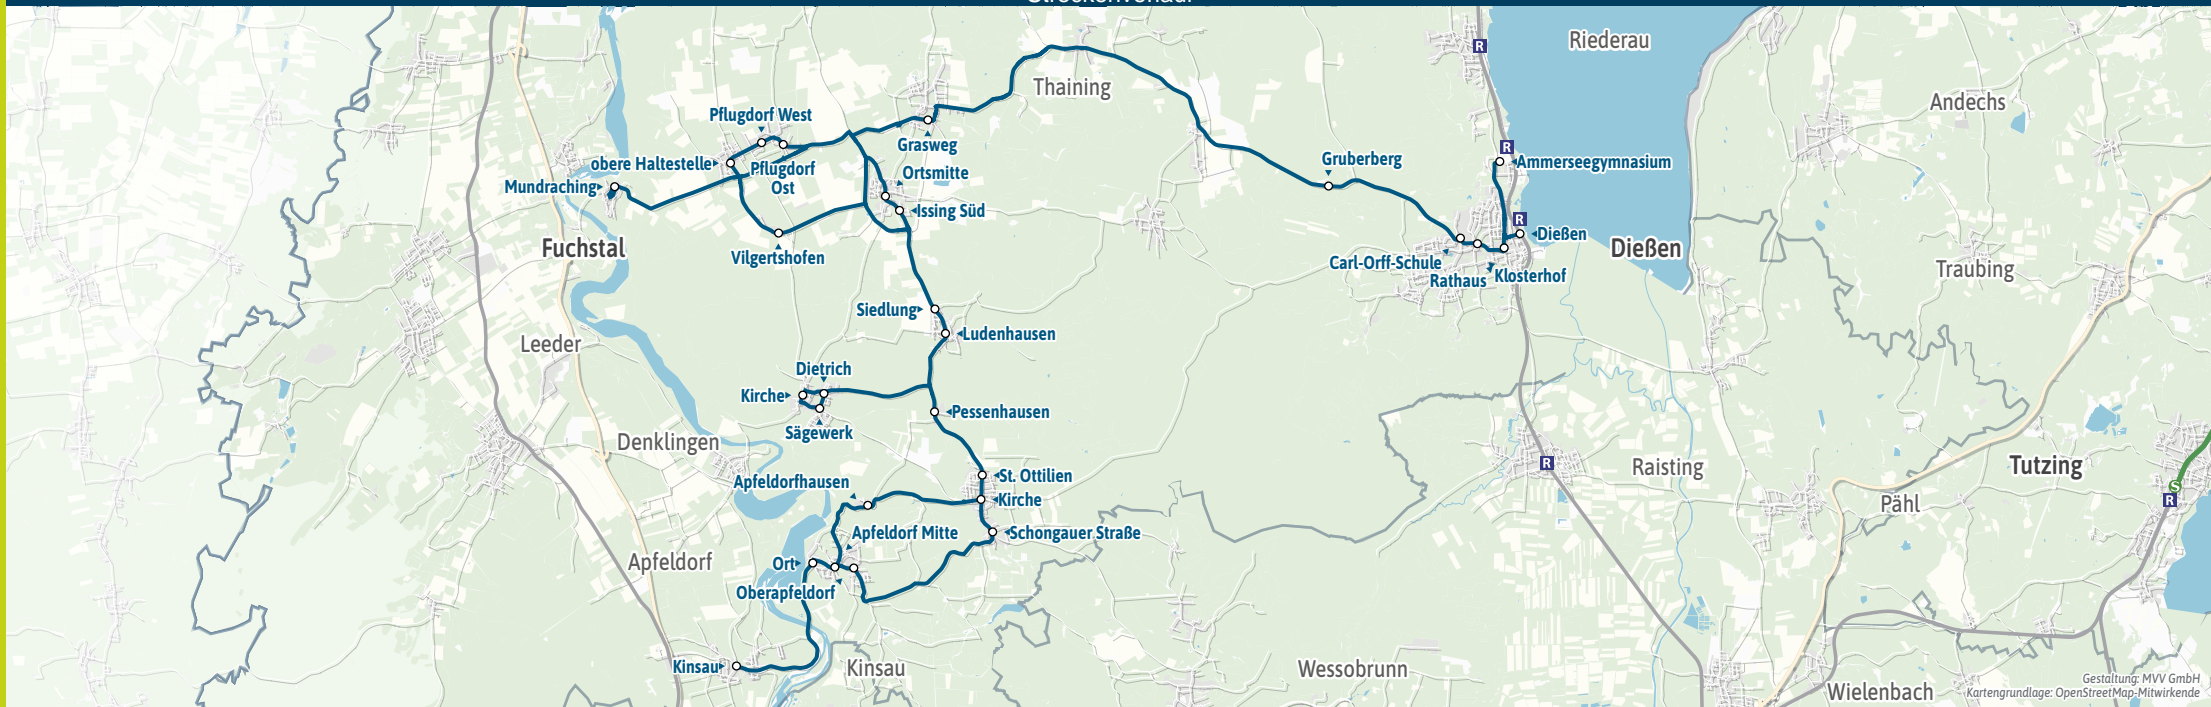 Streckenverlauf
Riederau
R
Thaining
Andechs
Pflugdorf West
Grasweg
obere Haltestelle
Pflugdorf
Ost
Ortsmitte
Gruberberg
R
Ammerseegymnasium
Mundraching
Issing Süd
R
Dießen
Fuchstal
Vilgertshofen
Carl-Orff-Schule
Rathaus
Klosterhof
Dießen
Traubing
Siedlung
Ludenhausen
Leeder
Dietrich
Kirche
Pessenhausen
Sägewerk
Denklingen
R
Raisting
Tutzing
St. Ottilien
Apfeldorfhausen
Kirche
S
R
Pähl
Apfeldorf Mitte
Schongauer Straße
Apfeldorf
Ort
Oberapfeldorf
Kinsau
Kinsau
Wessobrunn
Wielenbach
Gestaltung: MVV GmbH
Kartengrundlage: OpenStreetMap-Mitwirkende